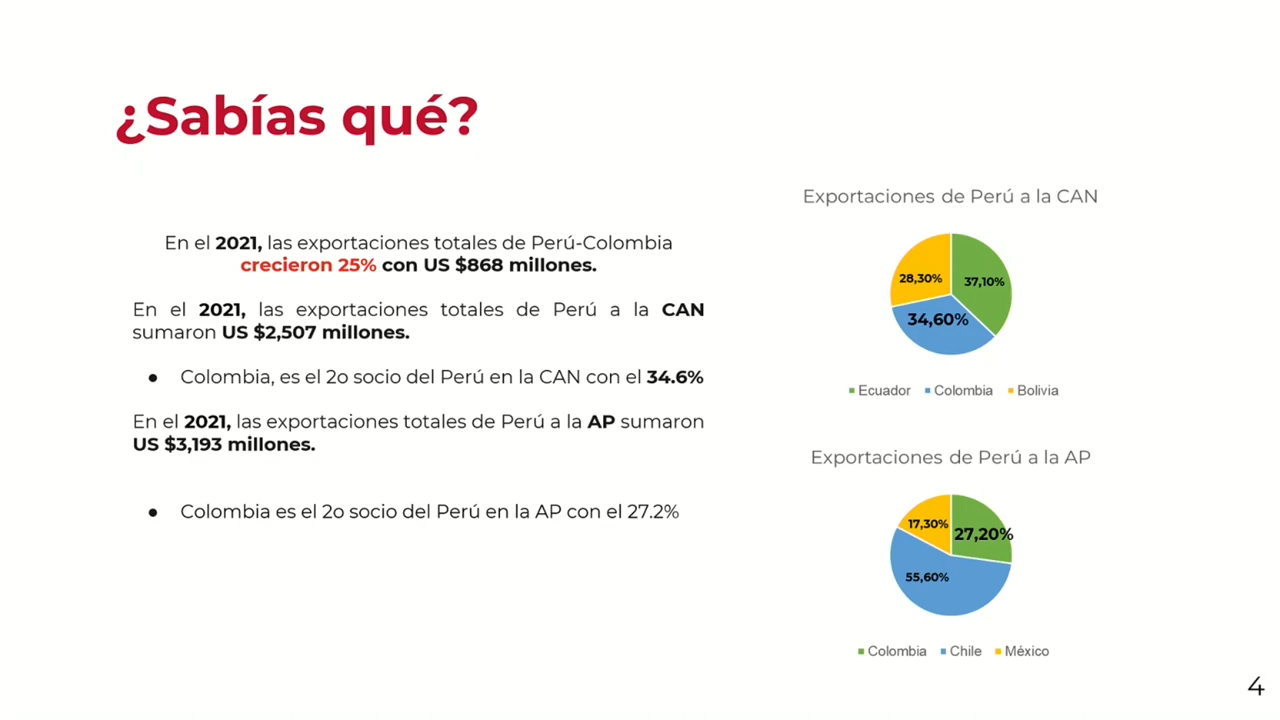 ¿Sabías qué?
En el 2021, las exportaciones totales de Perú-Colombia
crecieron 25% con US $868 millones.
En el 2021, las exportaciones totales de Perú a la CAN
sumaron US $2,507 millones.
● Colombia, es el 2o socio del Perú en la CAN con el 34.6%
En el 2021, las exportaciones totales de Perú a la AP sumaron
US $3,193 millones.
● Colombia es el 2o socio del Perú en la AP con el 27.2%
Exportaciones de Perú a la CAN
28,30%
37,10%
34,60%
Ecuador Colombia Bolivia
Exportaciones de Perú a la AP
17,30%
27,20%
55,60%
Colombia Chile México
4